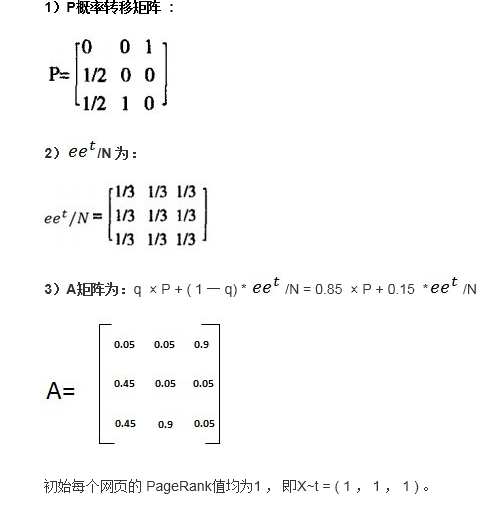 1）P概率转移矩阵 ：
0 0 1
P= 1/2 0 0
1/2 1 0
2）ee^t/N 为：
1/3 1/3 1/3
ee^t/N = 1/3 1/3 1/3
1/3 1/3 1/3
3）A矩阵为：q × P + ( 1 一 q) * ee^t /N = 0.85 × P + 0.15 *ee^t /N
0.05 0.05 0.9
A= 0.45 0.05 0.05
0.45 0.9 0.05
初始每个网页的 PageRank值均为1 ， 即X~t = ( 1 ， 1 ， 1 ) 。